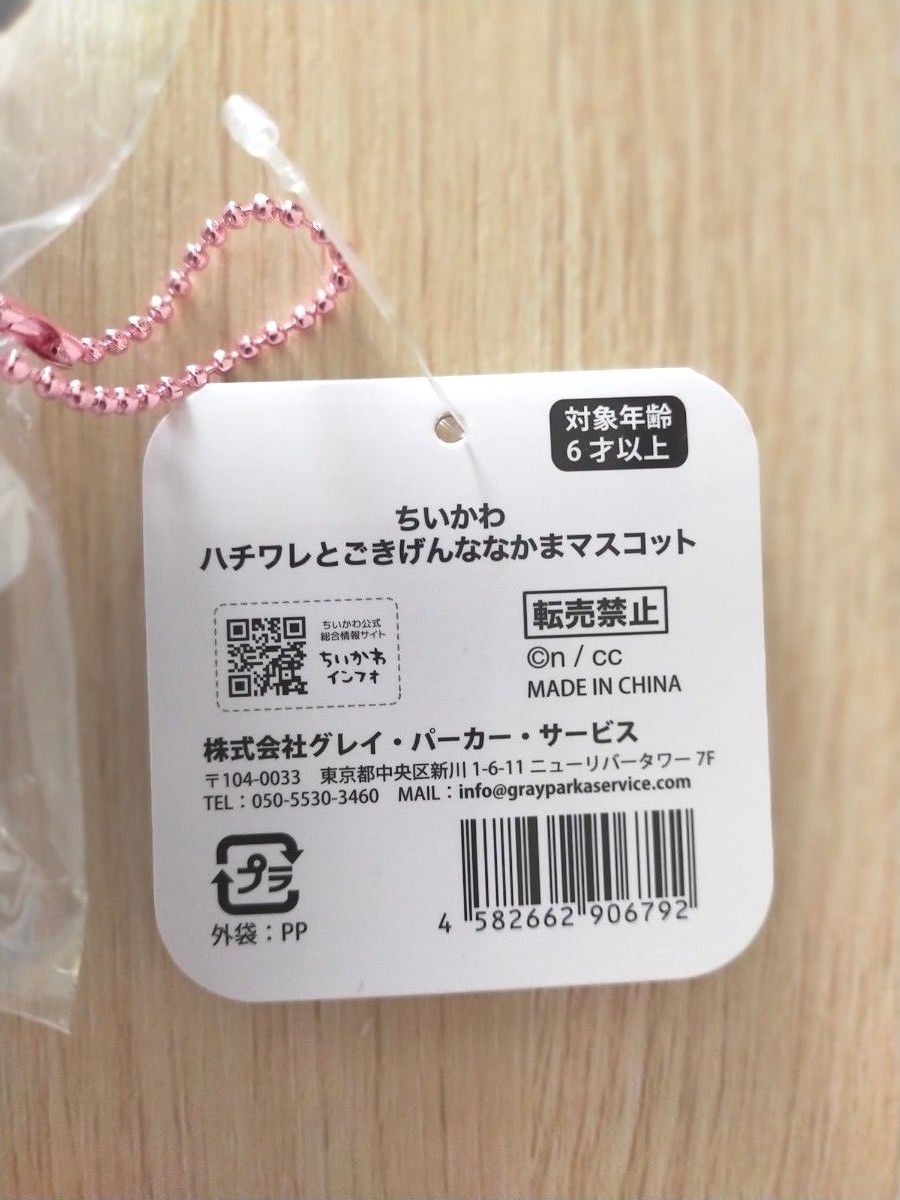 対象年齢
6才以上
ちいかわ
ハチワレとごきげんななかまマスコット
ちいかわ公式
総合情報サイト
ちいかわ
インフォ
転売禁止
©n / cc
MADE IN CHINA
株式会社グレイ・パーカー・サービス
〒104-0033 東京都中央区新川 1-6-11 ニューリバータワー 7F
TEL：050-5530-3460 MAIL：info@grayparkaservice.com
プラ
外袋：PP
4 582662 906792